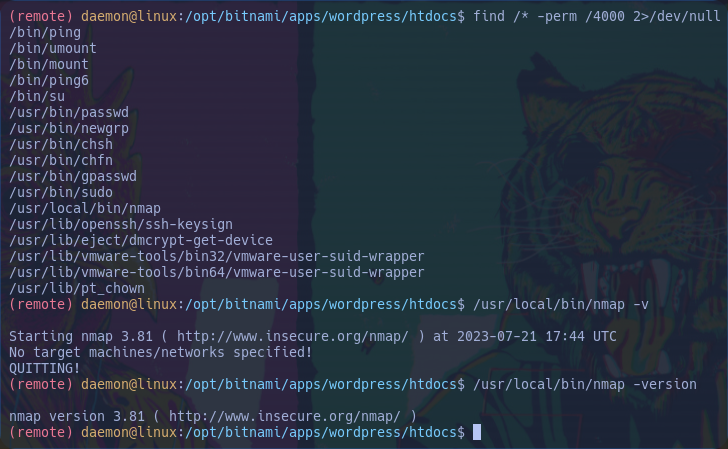 (remote) daemon@linux:/opt/bitnami/apps/wordpress/htdocs$ find /* -perm /4000 2>/dev/null
/bin/ping
/bin/umount
/bin/mount
/bin/ping6
/bin/su
/usr/bin/passwd
/usr/bin/newgrp
/usr/bin/chsh
/usr/bin/chfn
/usr/bin/gpasswd
/usr/bin/sudo
/usr/local/bin/nmap
/usr/lib/openssh/ssh-keysign
/usr/lib/eject/dmcrypt-get-device
/usr/lib/vmware-tools/bin32/vmware-user-suid-wrapper
/usr/lib/vmware-tools/bin64/vmware-user-suid-wrapper
/usr/lib/pt_chown
(remote) daemon@linux:/opt/bitnami/apps/wordpress/htdocs$ /usr/local/bin/nmap -v
Starting nmap 3.81 ( http://www.insecure.org/nmap/ ) at 2023-07-21 17:44 UTC
No target machines/networks specified!
QUITTING!
(remote) daemon@linux:/opt/bitnami/apps/wordpress/htdocs$ /usr/local/bin/nmap -version
nmap version 3.81 ( http://www.insecure.org/nmap/ )
(remote) daemon@linux:/opt/bitnami/apps/wordpress/htdocs$